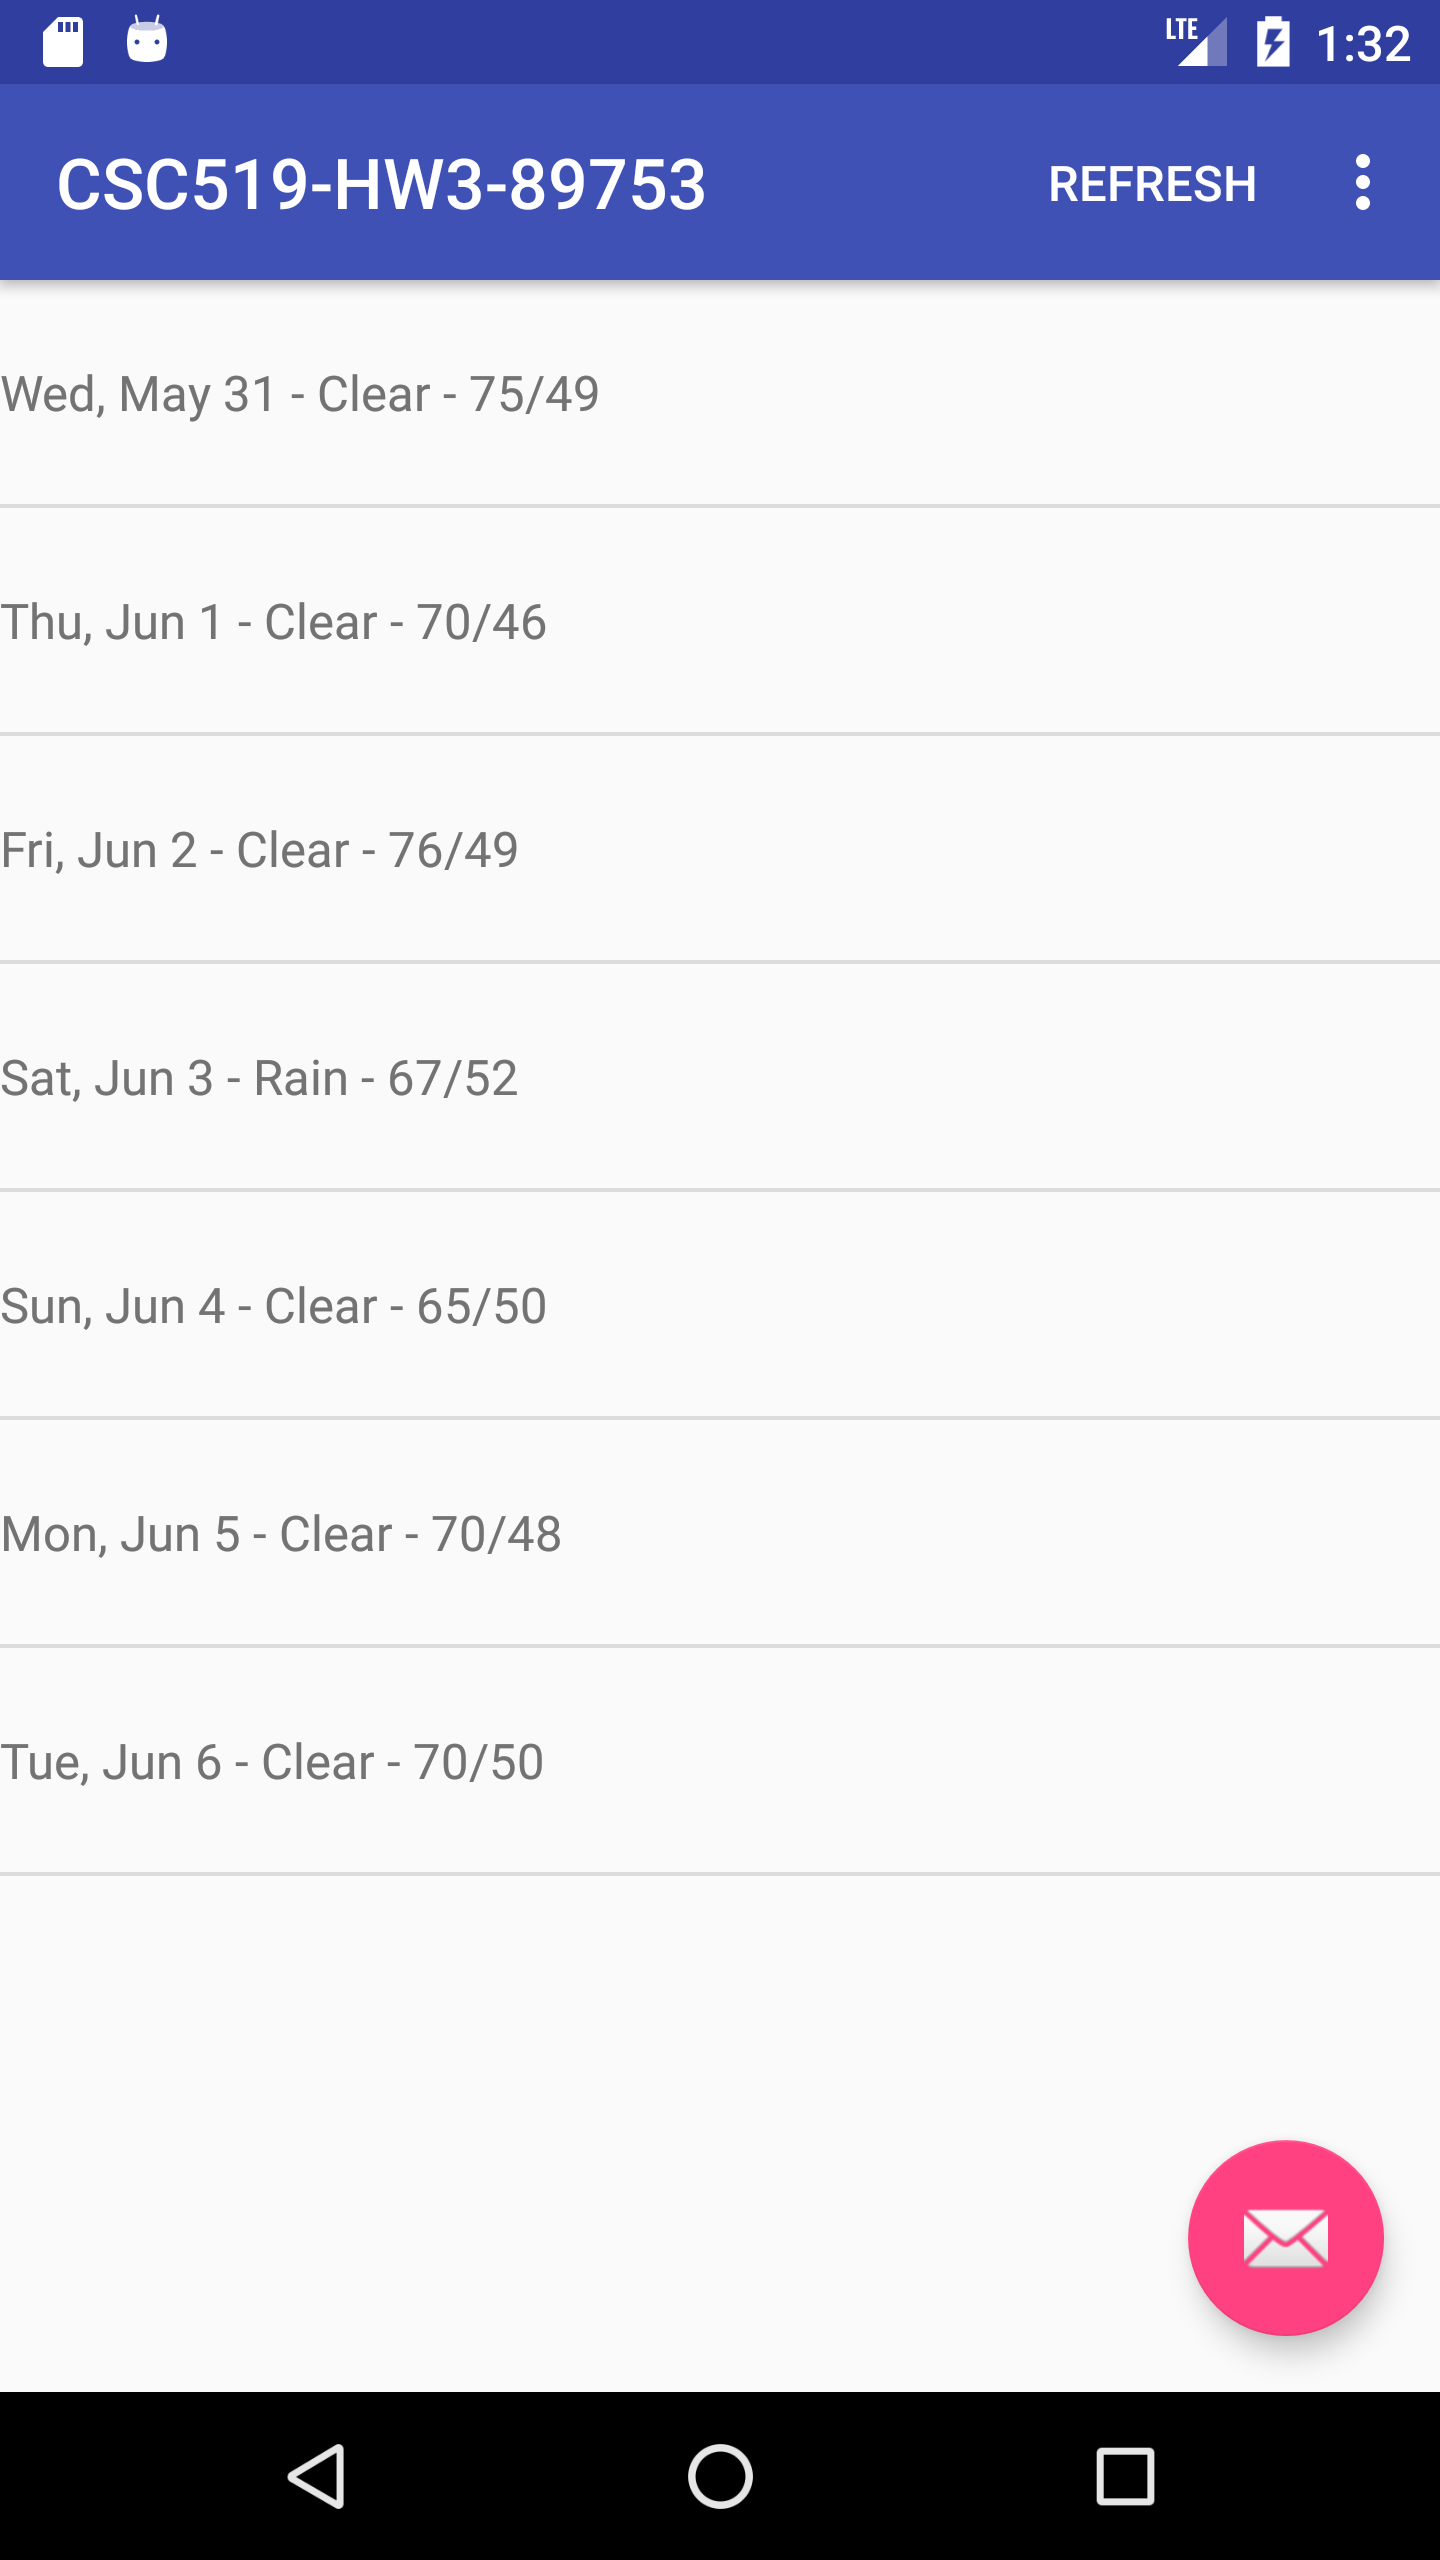 LTE 1:32
CSC519-HW3-89753 REFRESH
Wed, May 31 - Clear - 75/49
Thu, Jun 1 - Clear - 70/46
Fri, Jun 2 - Clear - 76/49
Sat, Jun 3 - Rain - 67/52
Sun, Jun 4 - Clear - 65/50
Mon, Jun 5 - Clear - 70/48
Tue, Jun 6 - Clear - 70/50